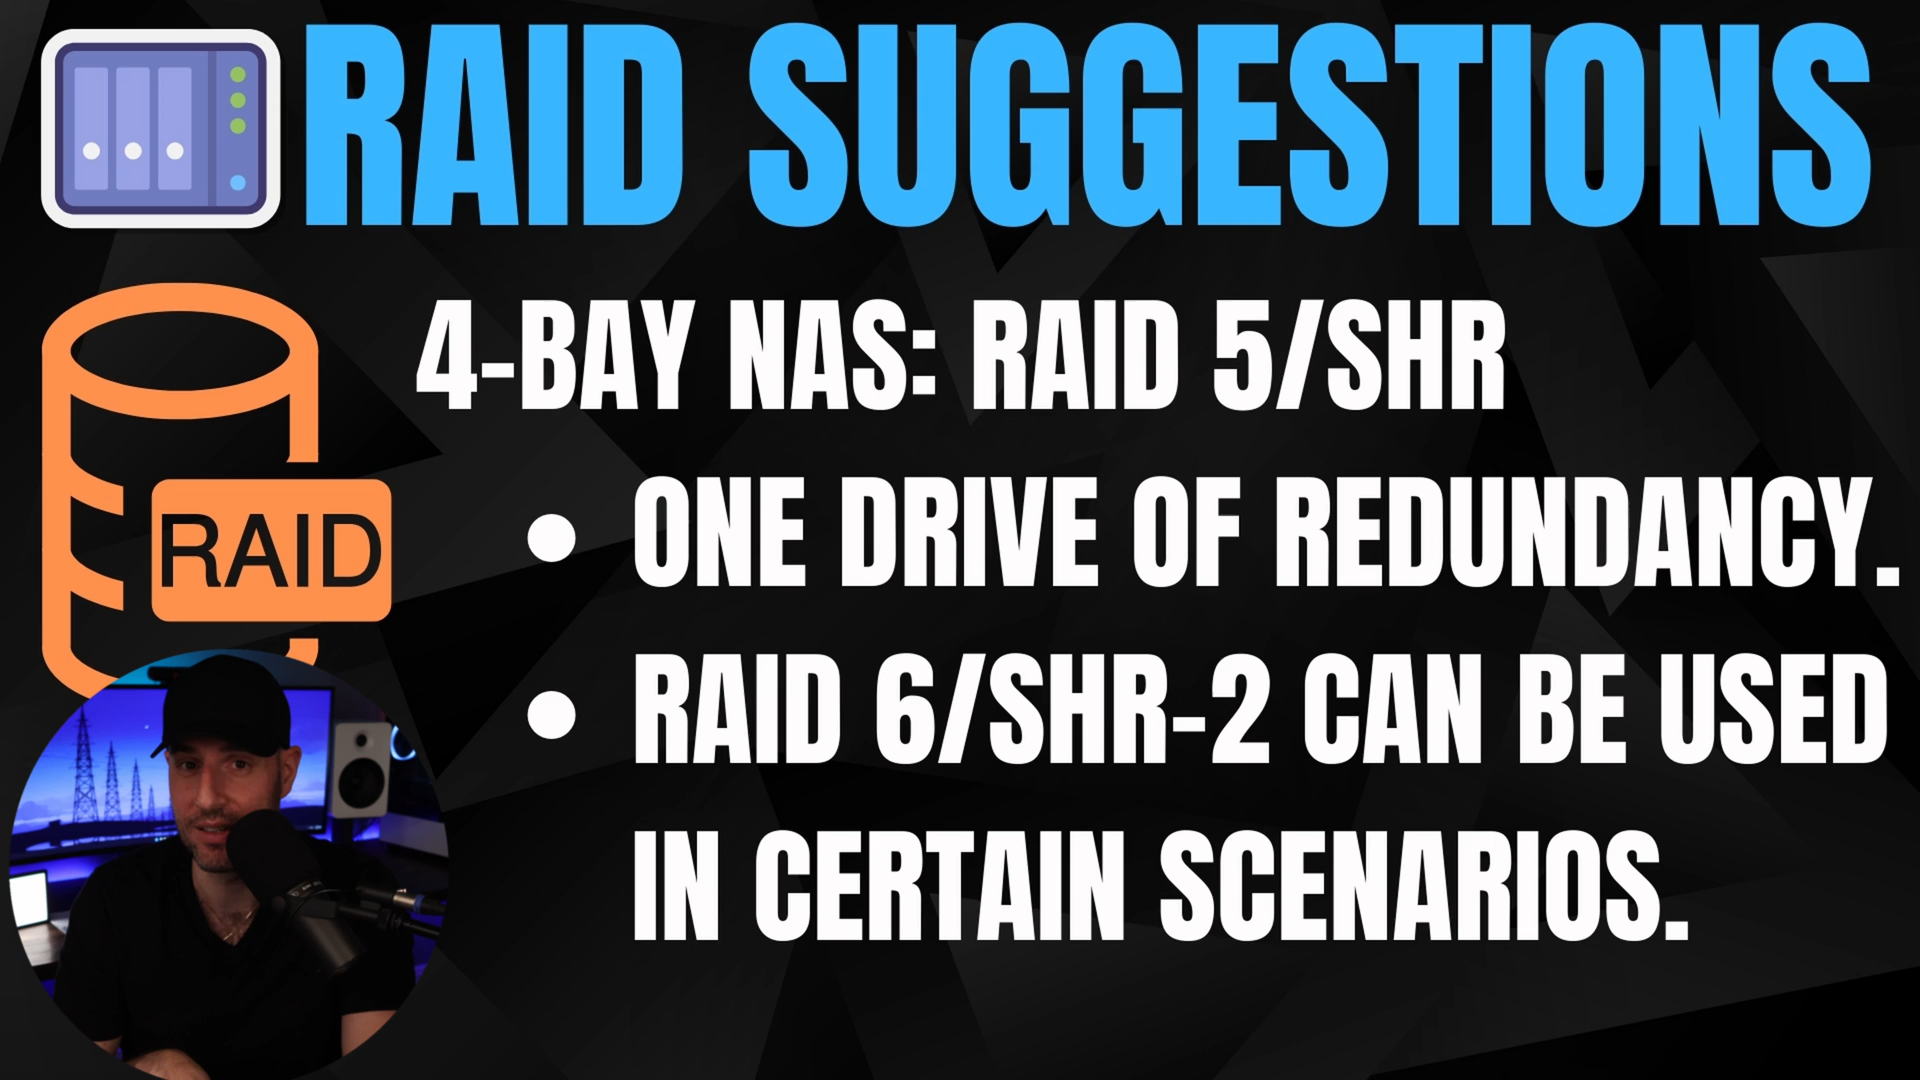 RAID SUGGESTIONS
4-BAY NAS: RAID 5/SHR
RAID
• ONE DRIVE OF REDUNDANCY.
• RAID 6/SHR-2 CAN BE USED
IN CERTAIN SCENARIOS.